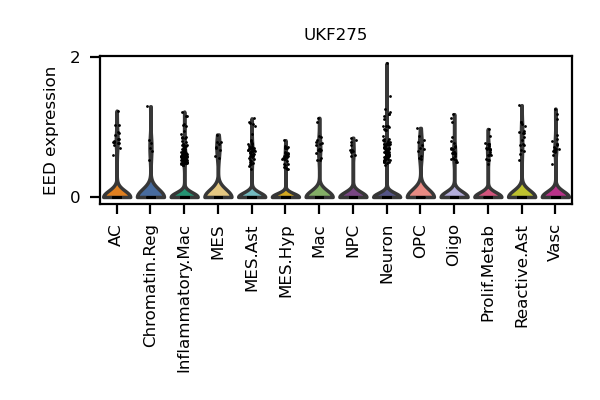 UKF275
EED expression
2
0
AC
Chromatin.Reg
Inflammatory.Mac
MES
MES.Ast
MES.Hyp
Mac
NPC
Neuron
OPC
Oligo
Prolif.Metab
Reactive.Ast
Vasc